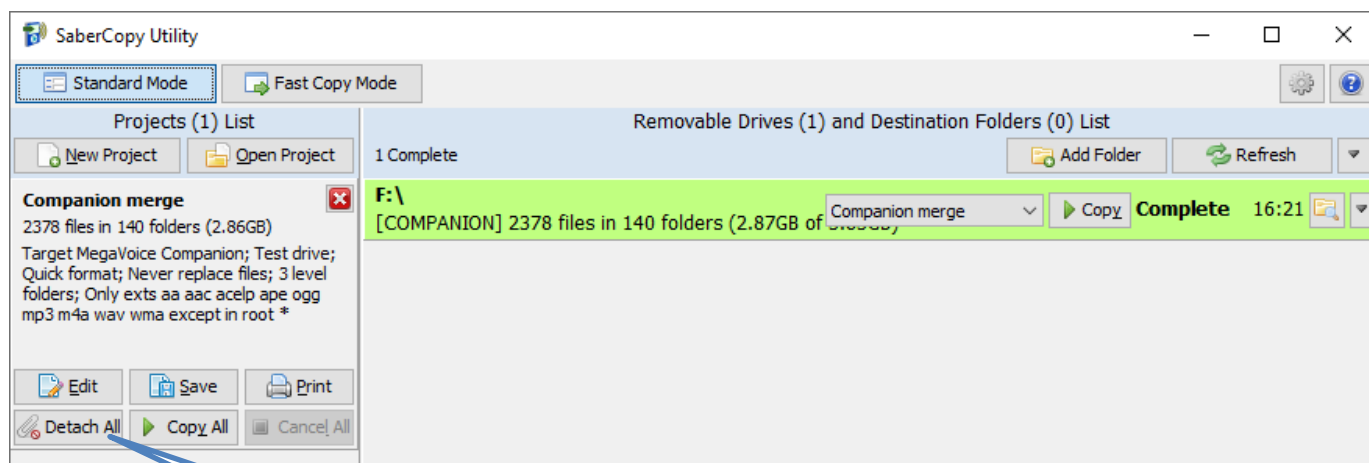 SaberCopy Utility
Standard Mode
Fast Copy Mode
Projects (1) List
New Project
Open Project
Companion merge
2378 files in 140 folders (2.86GB)
Target MegaVoice Companion; Test drive;
Quick format; Never replace files; 3 level
folders; Only exts aa aac acelp ape ogg
mp3 m4a wav wma except in root *
Edit
Save
Print
Detach All
Copy All
Cancel All
Removable Drives (1) and Destination Folders (0) List
1 Complete
Add Folder
Refresh
F:\
[COMPANION] 2378 files in 140 folders (2.87GB of
Companion merge
Copy
Complete
16:21